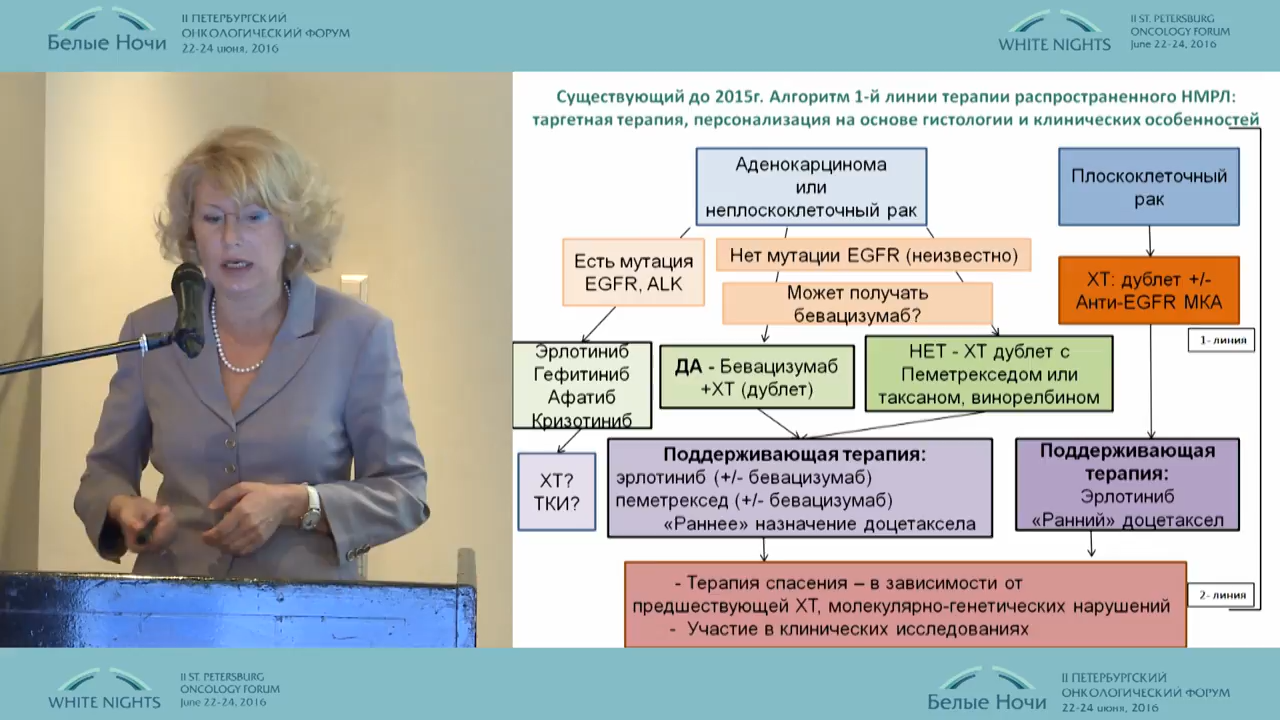 II ПЕТЕРБУРГСКИЙ
ОНКОЛОГИЧЕСКИЙ ФОРУМ
Белые Ночи
22-24 июня, 2016
II ST. PETERSBURG
ONCOLOGY FORUM
WHITE NIGHTS
June 22-24, 2016
Существующий до 2015г. Алгоритм 1-й линии терапии распространенного НМРЛ:
таргетная терапия, персонализация на основе гистологии и клинических особенностей
Аденокарцинома
или
неплоскоклеточный рак
Плоскоклеточный
рак
Есть мутация
EGFR, ALK
Нет мутации EGFR (неизвестно)
Может получать
бевацизумаб?
ХТ: дублет +/-
Анти-EGFR МКА
1- линия
Эрлотиниб
Гефитиниб
Афатиб
Кризотиниб
ДА - Бевацизумаб
+ХТ (дублет)
НЕТ - ХТ дублет с
Пеметрекседом или
таксаном, винорелбином
ХТ?
ТКИ?
Поддерживающая терапия:
эрлотиниб (+/- бевацизумаб)
пеметрексед (+/- бевацизумаб)
«Раннее» назначение доцетаксела
Поддерживающая
терапия:
Эрлотиниб
«Ранний» доцетаксел
- Терапия спасения – в зависимости от
предшествующей ХТ, молекулярно-генетических нарушений
- Участие в клинических исследованиях
2- линия
II ST. PETERSBURG
ONCOLOGY FORUM
WHITE NIGHTS
June 22-24, 2016
II ПЕТЕРБУРГСКИЙ
ОНКОЛОГИЧЕСКИЙ ФОРУМ
Белые Ночи
22-24 июня, 2016